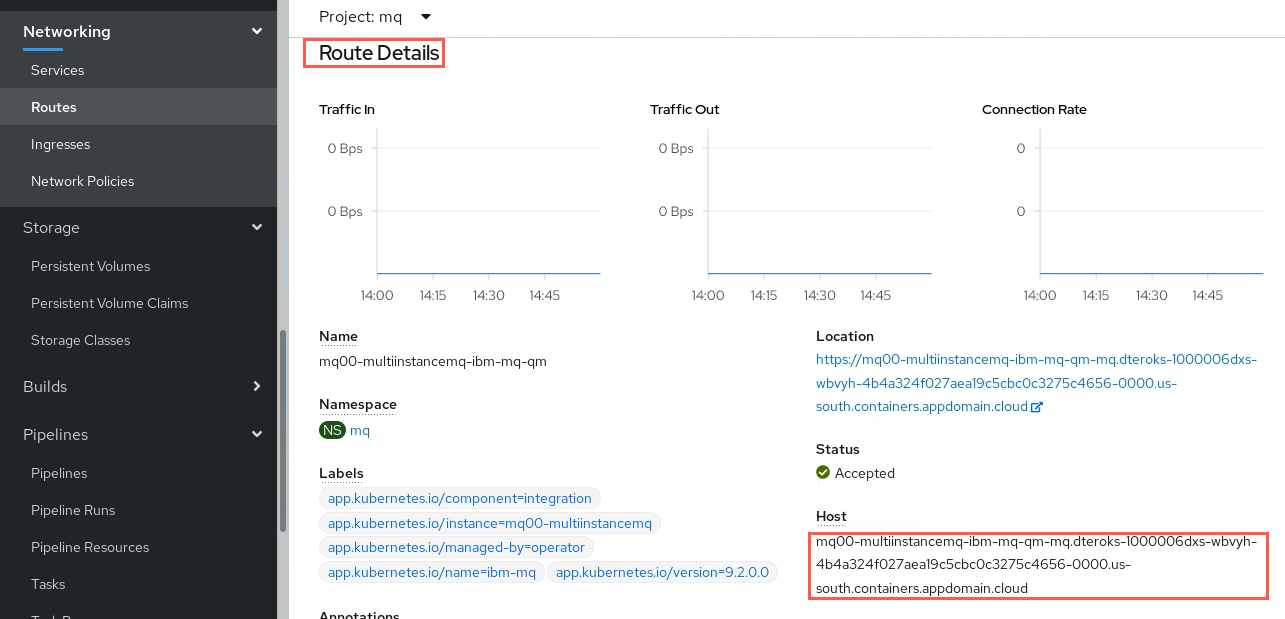 Networking
Services
Routes
Ingresses
Network Policies
Storage
Persistent Volumes
Persistent Volume Claims
Storage Classes
Builds
Pipelines
Pipelines
Pipeline Runs
Pipeline Resources
Tasks
Project: mq
Route Details
Traffic In
0 Bps
0 Bps
14:00 14:15 14:30 14:45
Traffic Out
0 Bps
0 Bps
14:00 14:15 14:30 14:45
Connection Rate
0
0
14:00 14:15 14:30 14:45
Name
mq00-multiinstancemq-ibm-mq-qm
Namespace
NS mq
Labels
app.kubernetes.io/component=integration
app.kubernetes.io/instance=mq00-multiinstancemq
app.kubernetes.io/managed-by=operator
app.kubernetes.io/name=ibm-mq app.kubernetes.io/version=9.2.0.0
Annotations
Location
https://mq00-multiinstancemq-ibm-mq-qm-mq.dteroks-1000006dxs-
wbvyh-4b4a324f027aea19c5cbc0c3275c4656-0000.us-
south.containers.appdomain.cloud
Status
Accepted
Host
mq00-multiinstancemq-ibm-mq-qm-mq.dteroks-1000006dxs-wbvyh-
4b4a324f027aea19c5cbc0c3275c4656-0000.us-
south.containers.appdomain.cloud